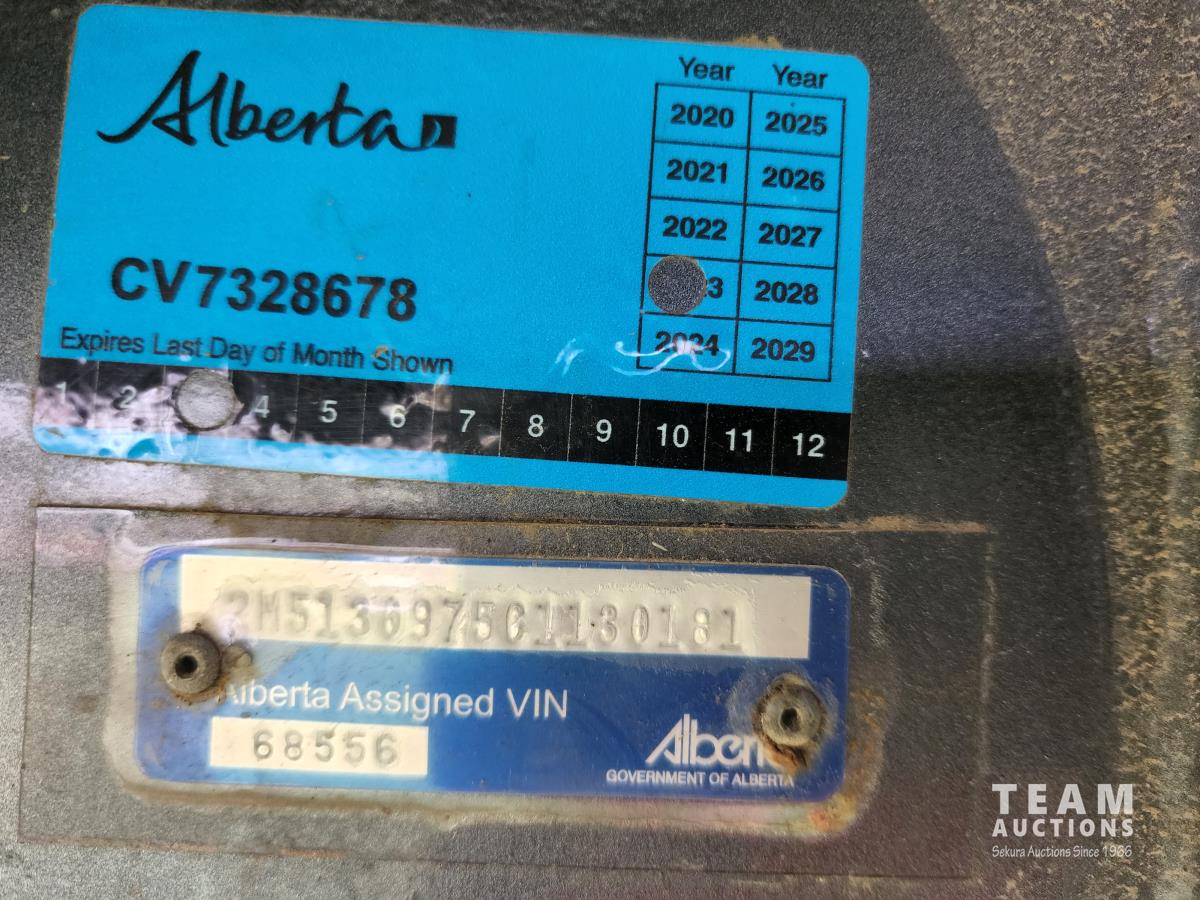 Alberta
Year Year
2020 2025
2021 2026
2022 2027
3 2028
2024 2029
CV7328678
Expires Last Day of Month Shown
1 2 4 5 6 7 8 9 10 11 12
2M5130975C1130181
Alberta Assigned VIN
68556
Alberta
GOVERNMENT OF ALBERTA
TEAM
AUCTIONS
Sekura Auctions Since 1966